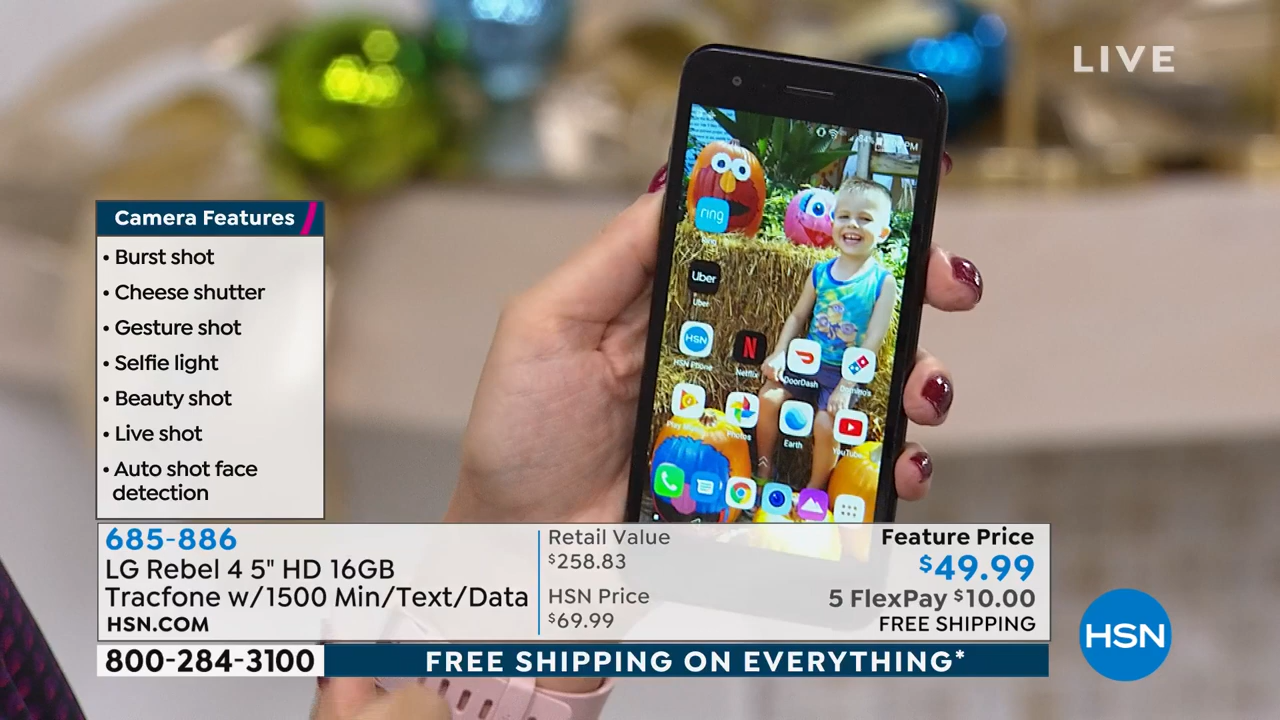 LIVE
Camera Features
• Burst shot
• Cheese shutter
• Gesture shot
• Selfie light
• Beauty shot
• Live shot
• Auto shot face
detection
ring
Ring
Uber
Uber
HSN
HSN Phone
N
Netflix
DoorDash
Domino's
Photos
Earth
YouTube
685-886
LG Rebel 4 5" HD 16GB
Tracfone w/1500 Min/Text/Data
HSN.COM
Retail Value
$258.83
HSN Price
$69.99
Feature Price
$49.99
5 FlexPay $10.00
FREE SHIPPING
HSN
800-284-3100
FREE SHIPPING ON EVERYTHING*